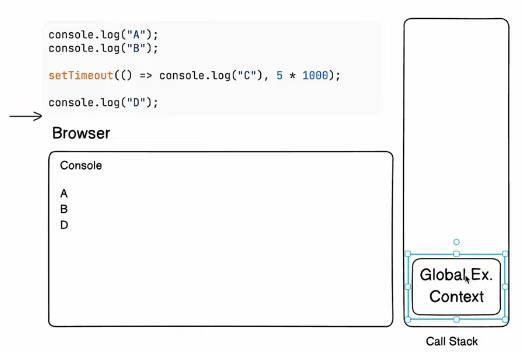 console.log("A");
console.log("B");
setTimeout(() => console.log("C"), 5 * 1000);
console.log("D");
Browser
Console
A
B
D
Global Ex.
Context
Call Stack